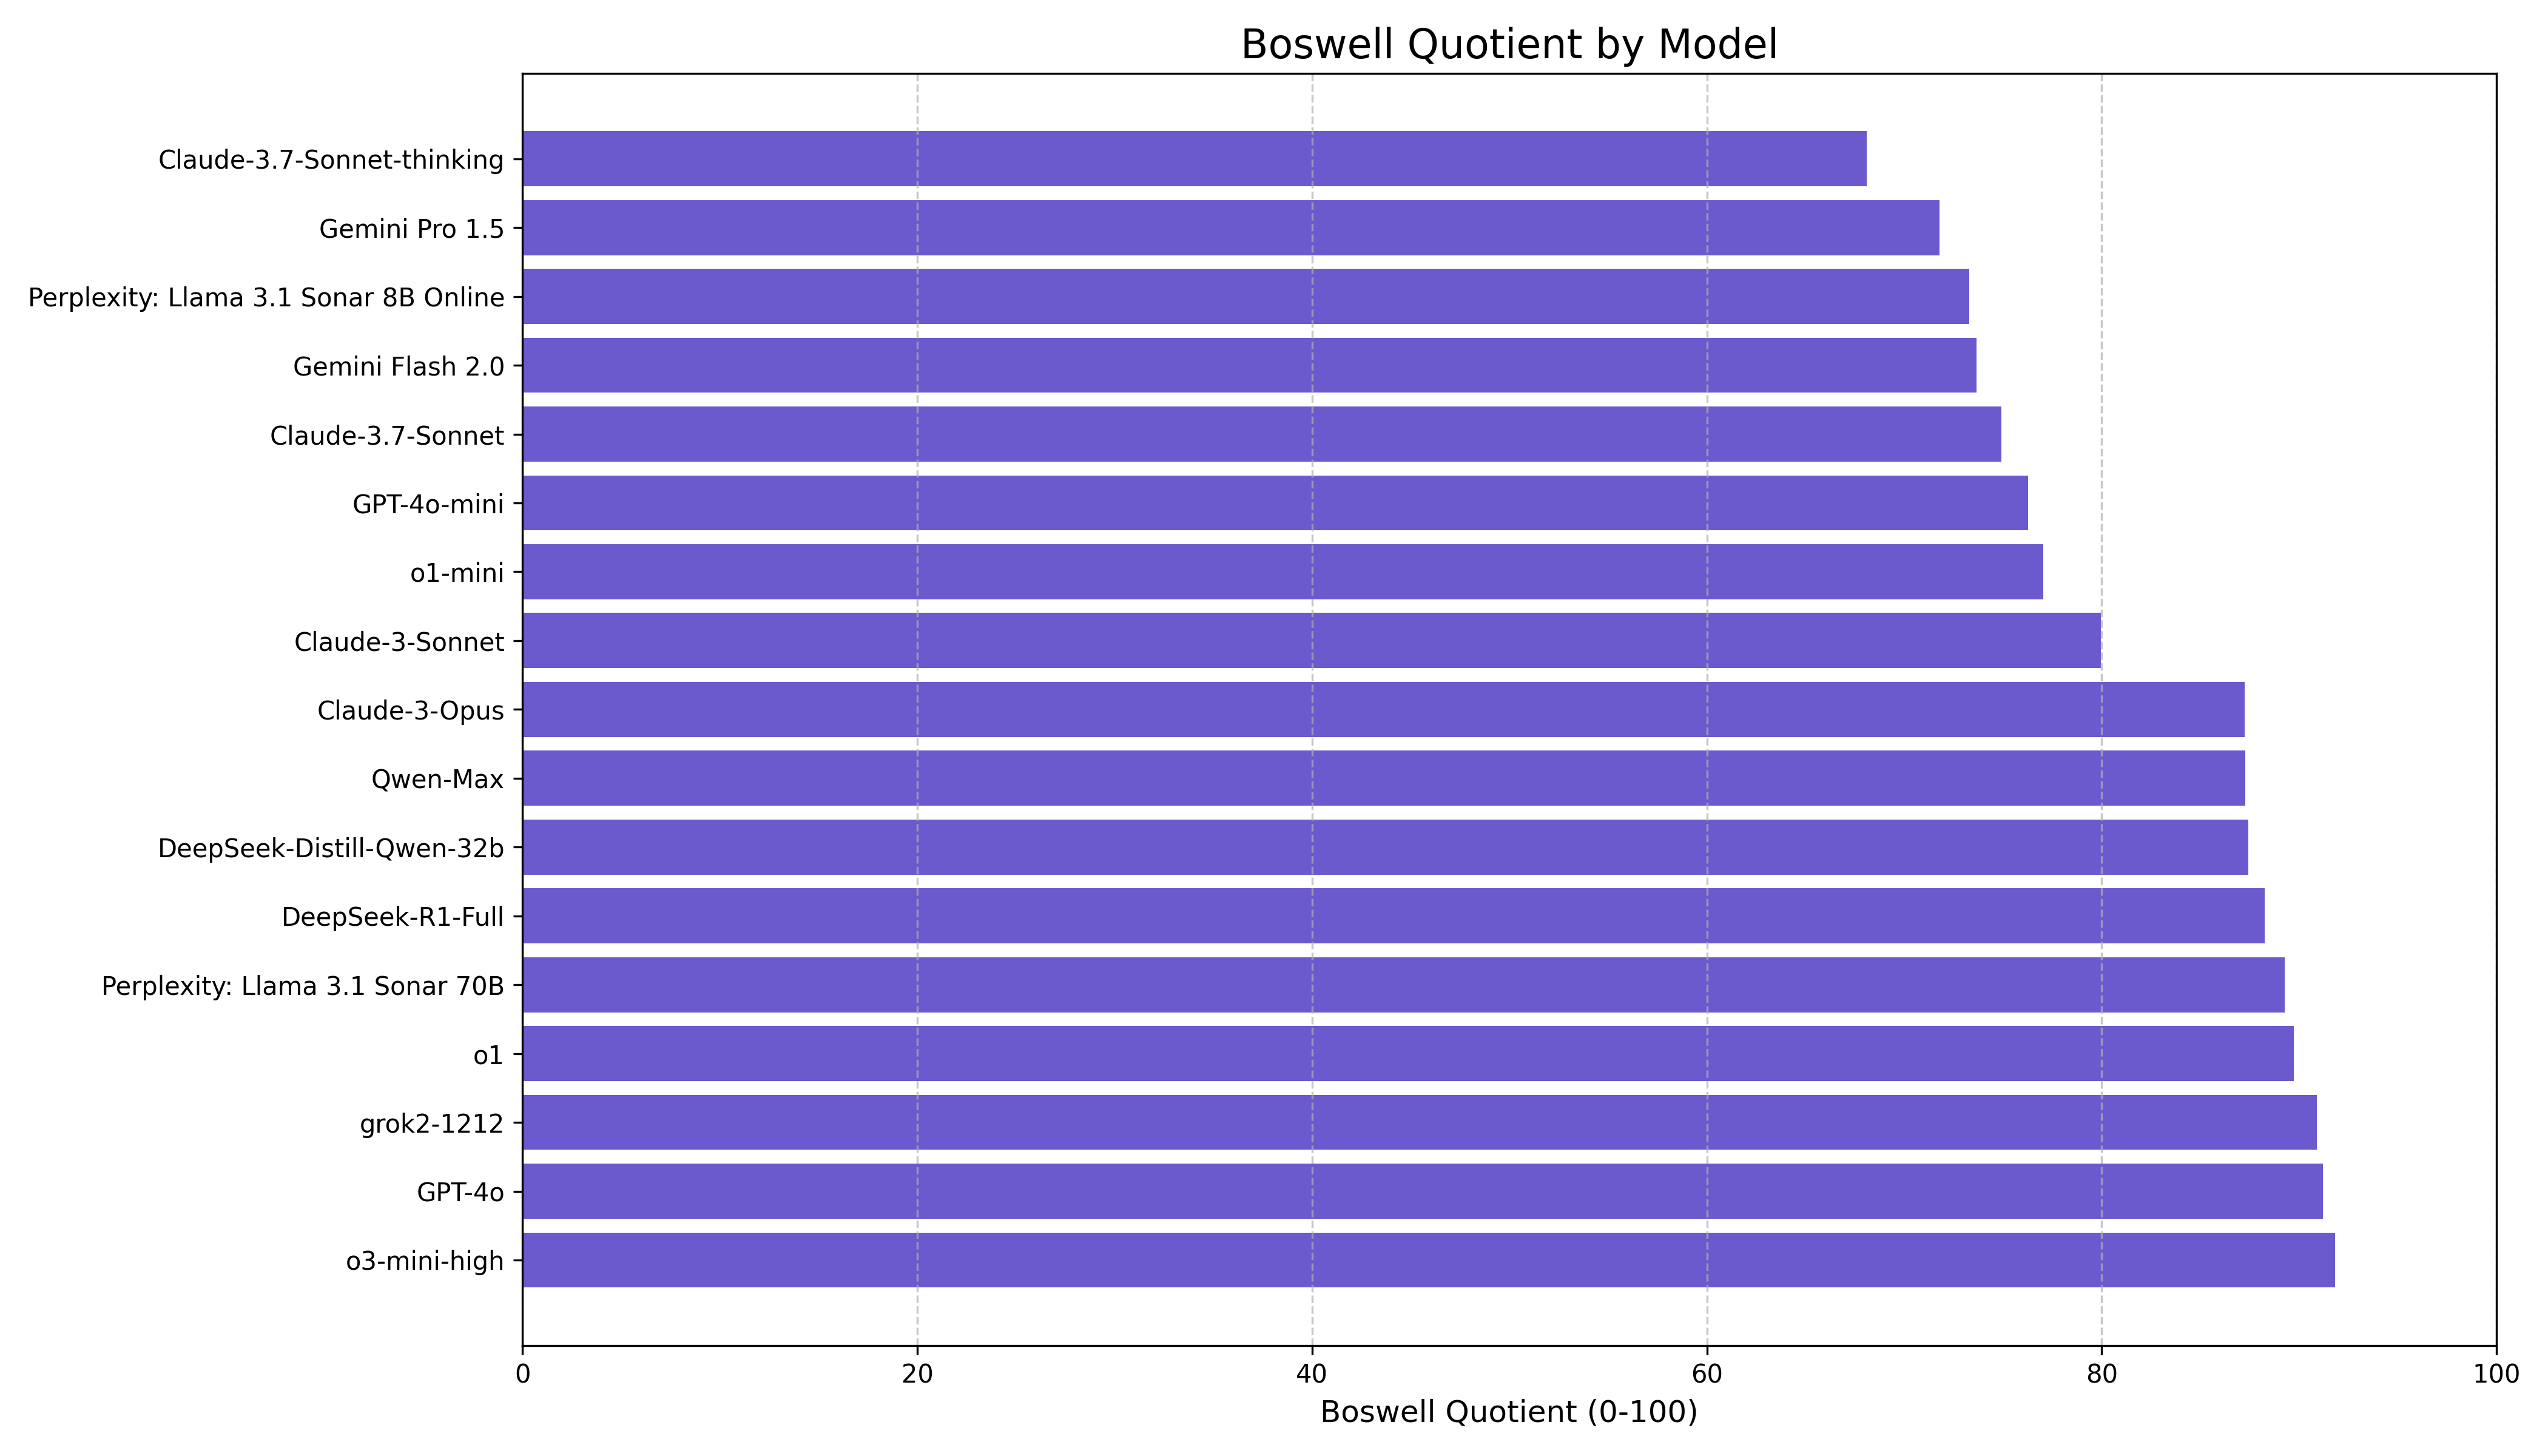 Boswell Quotient by Model
Claude-3.7-Sonnet-thinking
Gemini Pro 1.5
Perplexity: Llama 3.1 Sonar 8B Online
Gemini Flash 2.0
Claude-3.7-Sonnet
GPT-4o-mini
o1-mini
Claude-3-Sonnet
Claude-3-Opus
Qwen-Max
DeepSeek-Distill-Qwen-32b
DeepSeek-R1-Full
Perplexity: Llama 3.1 Sonar 70B
o1
grok2-1212
GPT-4o
o3-mini-high
0 20 40 60 80 100
Boswell Quotient (0-100)